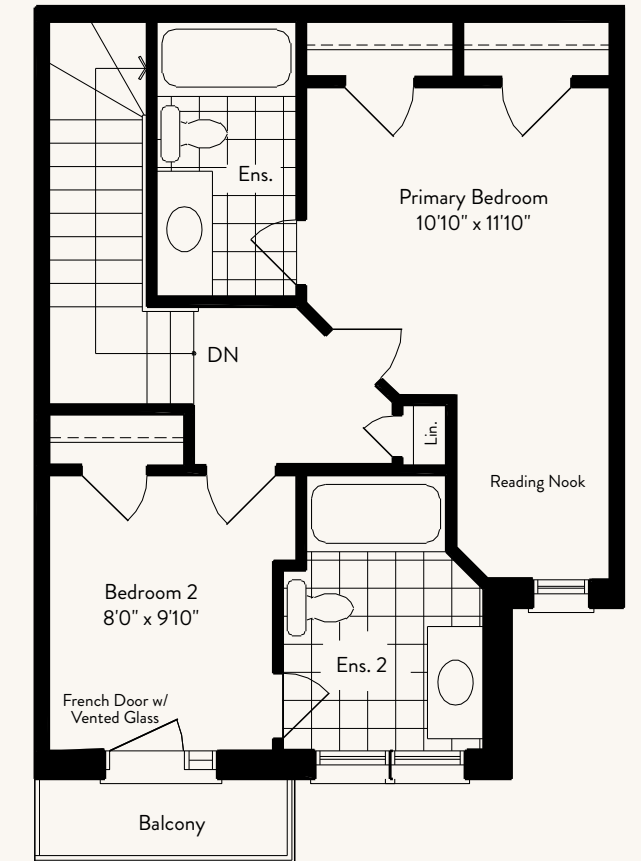 Ens.
Primary Bedroom
10'10" x 11'10"
DN
Lin.
Reading Nook
Bedroom 2
8'0" x 9'10"
Ens. 2
French Door w/
Vented Glass
Balcony